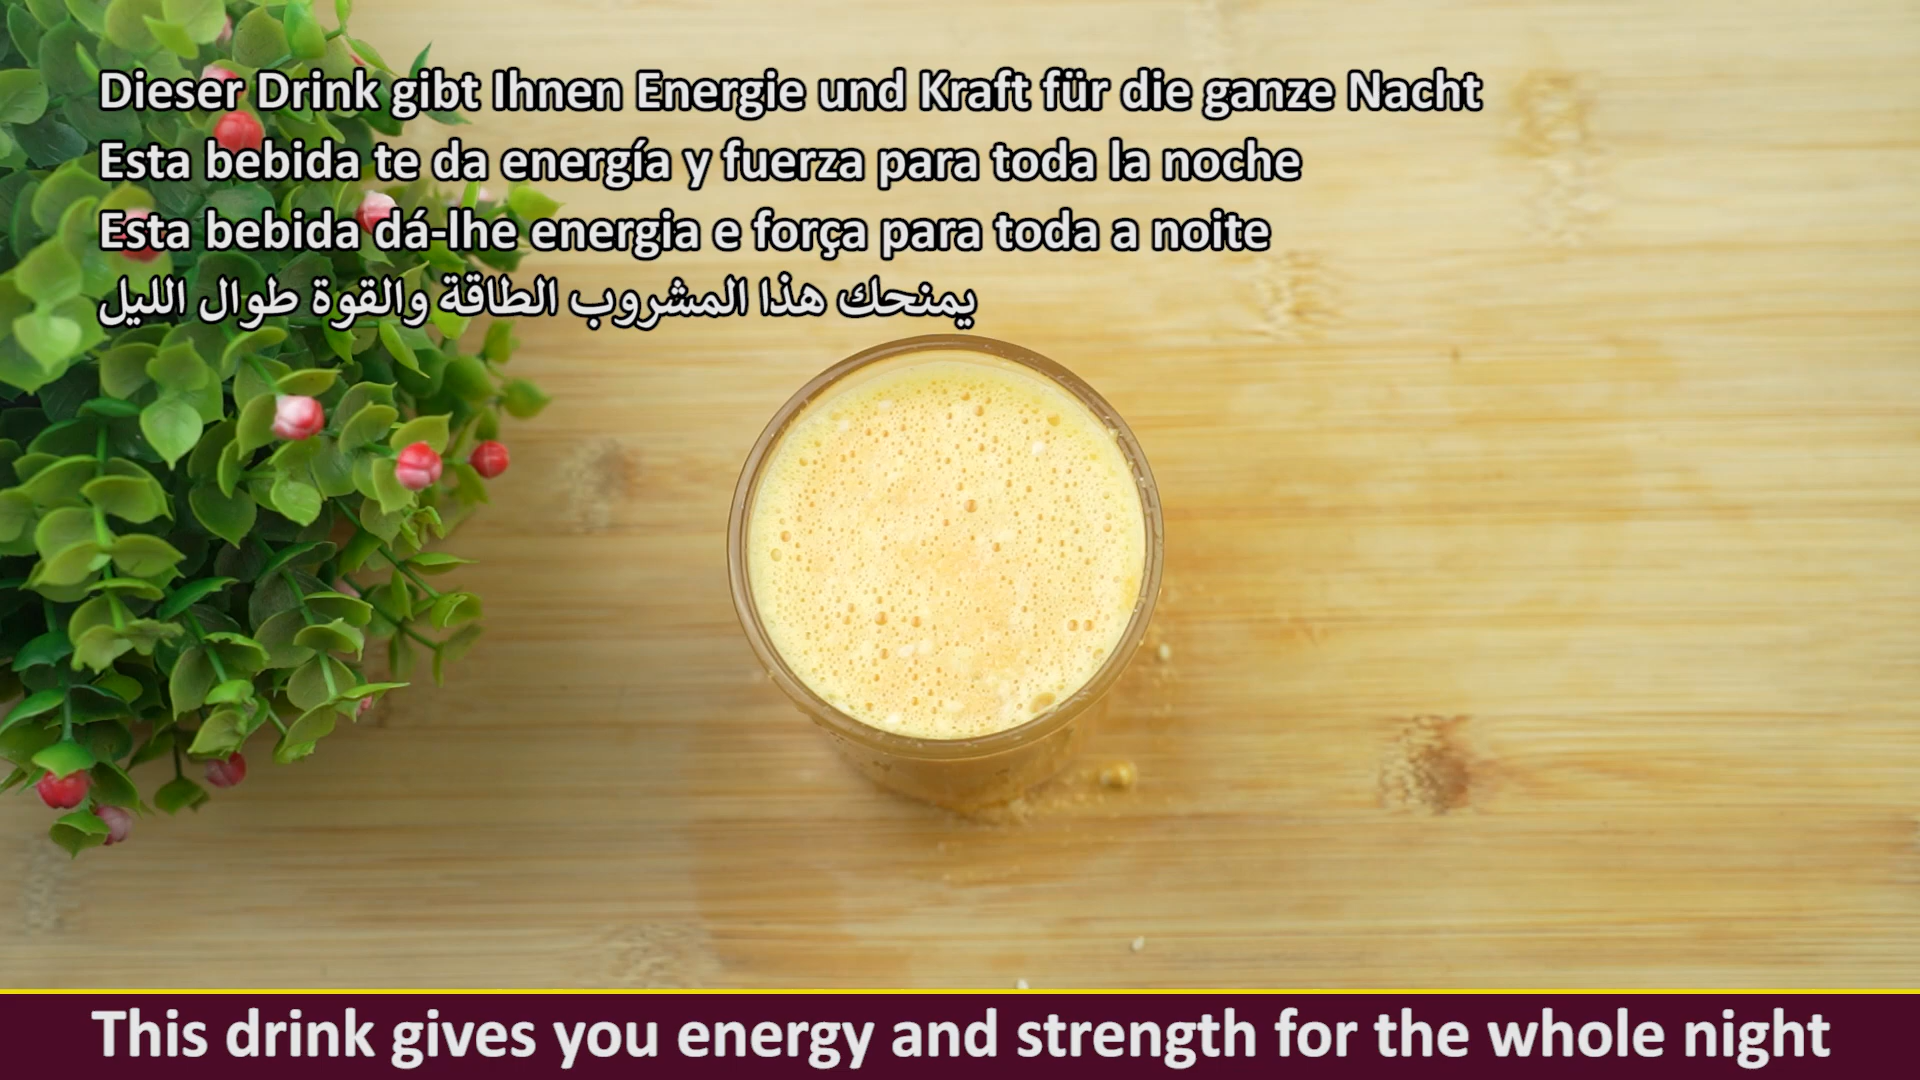 Dieser Drink gibt Ihnen Energie und Kraft für die ganze Nacht
Esta bebida te da energía y fuerza para toda la noche
Esta bebida dá-lhe energia e força para toda a noite
يمنحك هذا المشروب الطاقة والقوة طوال الليل
This drink gives you energy and strength for the whole night